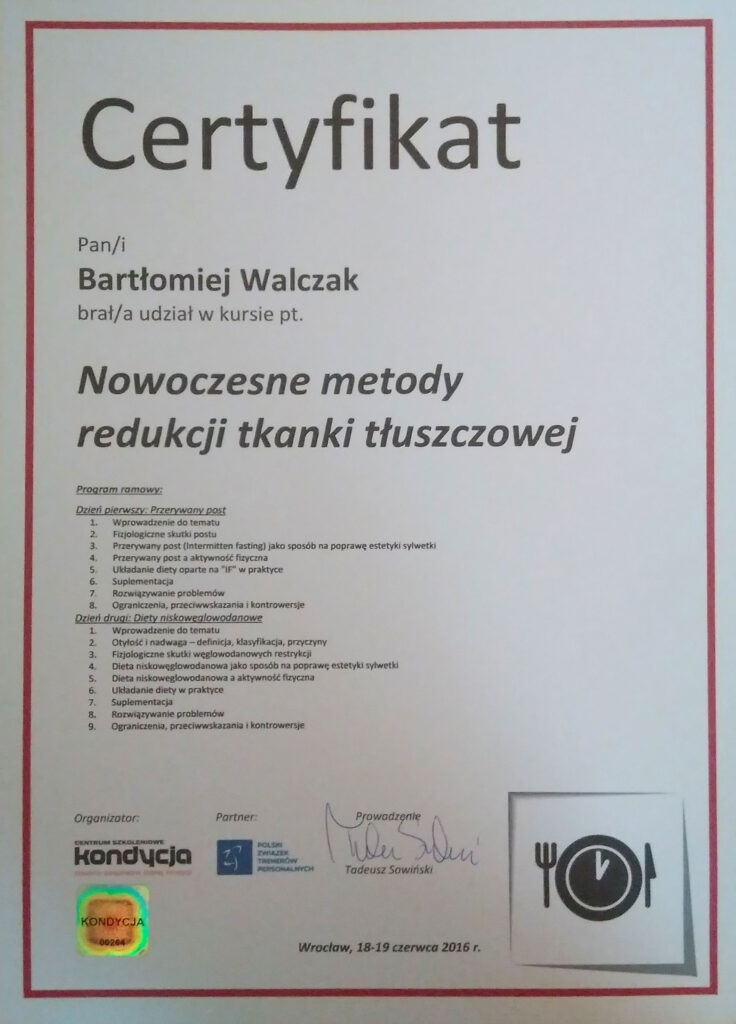 Certyfikat
Pan/i
Bartłomiej Walczak
brał/a udział w kursie pt.
Nowoczesne metody
redukcji tkanki tłuszczowej
Program ramowy:
Dzień pierwszy: Przerywany post
1. Wprowadzenie do tematu
2. Fizjologiczne skutki postu
3. Przerywany post (Intermitten fasting) jako sposób na poprawę estetyki sylwetki
4. Przerywany post a aktywność fizyczna
5. Układanie diety oparte na "IF" w praktyce
6. Suplementacja
7. Rozwiązywanie problemów
8. Ograniczenia, przeciwwskazania i kontrowersje
Dzień drugi: Diety niskowęglowodanowe
1. Wprowadzenie do tematu
2. Otyłość i nadwaga – definicja, klasyfikacja, przyczyny
3. Fizjologiczne skutki węglowodanowych restrykcji
4. Dieta niskowęglowodanowa jako sposób na poprawę estetyki sylwetki
5. Dieta niskowęglowodanowa a aktywność fizyczna
6. Układanie diety w praktyce
7. Suplementacja
8. Rozwiązywanie problemów
9. Ograniczenia, przeciwwskazania i kontrowersje
Organizator: Partner: Prowadzenie
CENTRUM SZKOLENIOWE
kondycja
POLSKI
ZWIĄZEK
TRENERÓW
PERSONALNYCH
Tadeusz Sowiński
KONDYCJA
00264
Wrocław, 18-19 czerwca 2016 r.